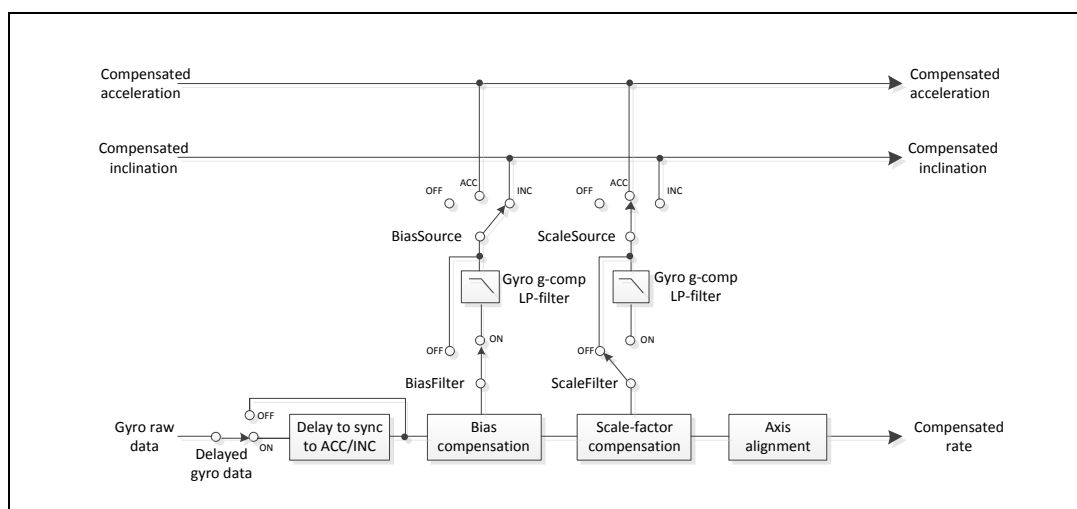 Compensated
acceleration
Compensated
acceleration
Compensated
inclination
Compensated
inclination
OFF
ACC
INC
OFF
ACC
INC
BiasSource
ScaleSource
Gyro g-comp
LP-filter
Gyro g-comp
LP-filter
OFF
ON
OFF
ON
BiasFilter
ScaleFilter
OFF
Gyro raw
data
ON
Delayed
gyro data
Delay to sync
to ACC/INC
Bias
compensation
Scale-factor
compensation
Axis
alignment
Compensated
rate